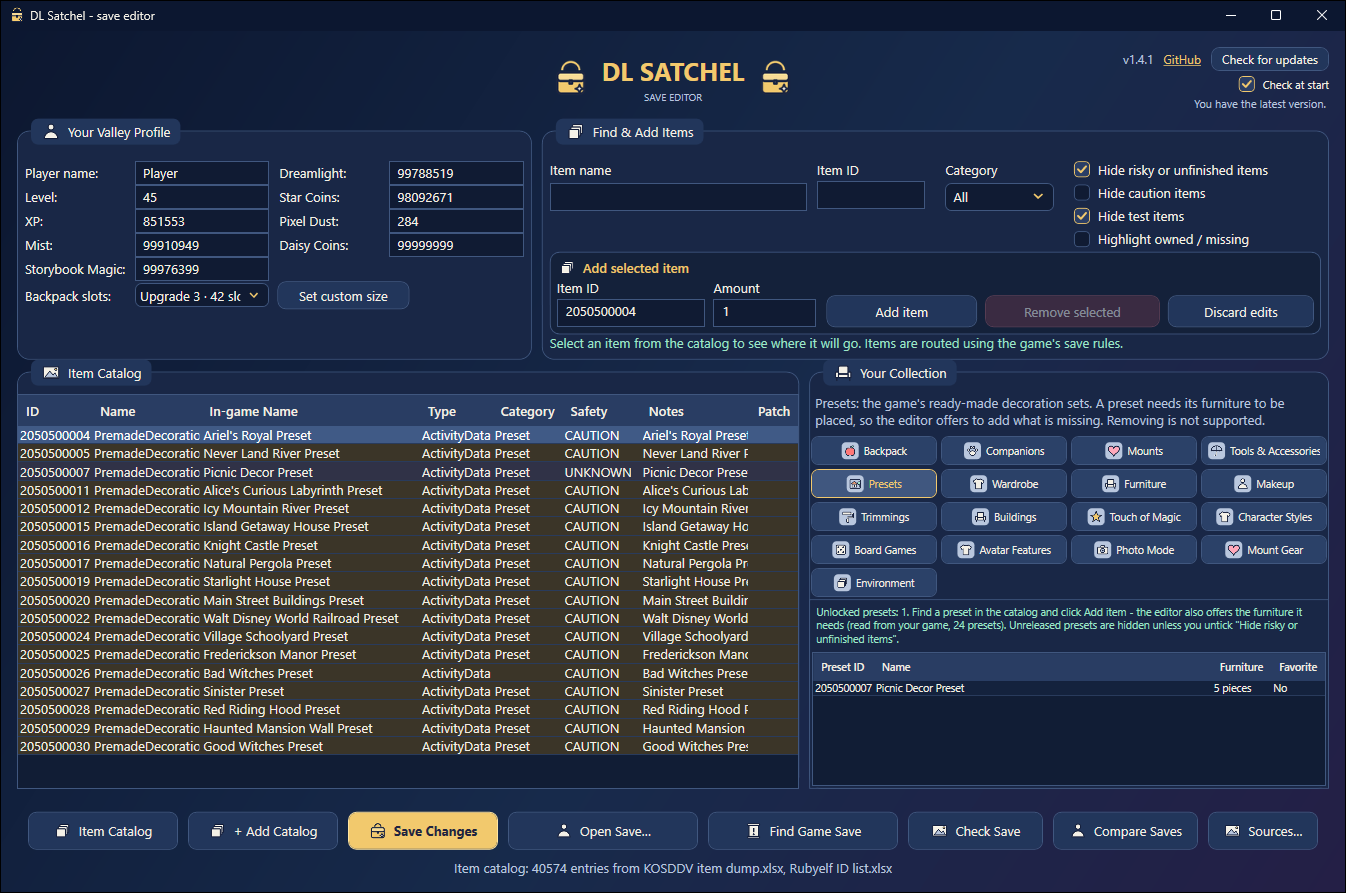 DL Satchel - save editor
DL SATCHEL
SAVE EDITOR
v1.4.1 GitHub Check for updates
Check at start
You have the latest version.
Your Valley Profile
Player name: Player Dreamlight: 99788519
Level: 45 Star Coins: 98092671
XP: 851553 Pixel Dust: 284
Mist: 99910949 Daisy Coins: 99999999
Storybook Magic: 99976399
Backpack slots: Upgrade 3 · 42 slc Set custom size
Find & Add Items
Item name Item ID Category
All
Hide risky or unfinished items
Hide caution items
Hide test items
Highlight owned / missing
Add selected item
Item ID Amount
2050500004 1 Add item Remove selected Discard edits
Select an item from the catalog to see where it will go. Items are routed using the game's save rules.
Item Catalog
ID Name In-game Name Type Category Safety Notes Patch
2050500004 PremadeDecoratic Ariel's Royal Preset ActivityData Preset CAUTION Ariel's Royal Preset
2050500005 PremadeDecoratic Never Land River Preset ActivityData Preset CAUTION Never Land River F
2050500007 PremadeDecoratic Picnic Decor Preset ActivityData Preset UNKNOWN Picnic Decor Prese
2050500011 PremadeDecoratic Alice's Curious Labyrinth Preset ActivityData Preset CAUTION Alice's Curious Lab
2050500012 PremadeDecoratic Icy Mountain River Preset ActivityData Preset CAUTION Icy Mountain River
2050500015 PremadeDecoratic Island Getaway House Preset ActivityData Preset CAUTION Island Getaway Ho
2050500016 PremadeDecoratic Knight Castle Preset ActivityData Preset CAUTION Knight Castle Prese
2050500017 PremadeDecoratic Natural Pergola Preset ActivityData Preset CAUTION Natural Pergola Pre
2050500019 PremadeDecoratic Starlight House Preset ActivityData Preset CAUTION Starlight House Pr
2050500020 PremadeDecoratic Main Street Buildings Preset ActivityData Preset CAUTION Main Street Buildir
2050500022 PremadeDecoratic Walt Disney World Railroad Preset ActivityData Preset CAUTION Walt Disney World
2050500024 PremadeDecoratic Village Schoolyard Preset ActivityData Preset CAUTION Village Schoolyard
2050500025 PremadeDecoratic Frederickson Manor Preset ActivityData Preset CAUTION Frederickson Manc
2050500026 PremadeDecoratic Bad Witches Preset ActivityData CAUTION Bad Witches Prese
2050500027 PremadeDecoratic Sinister Preset ActivityData Preset CAUTION Sinister Preset
2050500028 PremadeDecoratic Red Riding Hood Preset ActivityData Preset CAUTION Red Riding Hood F
2050500029 PremadeDecoratic Haunted Mansion Wall Preset ActivityData Preset CAUTION Haunted Mansion
2050500030 PremadeDecoratic Good Witches Preset ActivityData Preset CAUTION Good Witches Pres
Your Collection
Presets: the game's ready-made decoration sets. A preset needs its furniture to be
placed, so the editor offers to add what is missing. Removing is not supported.
Backpack Companions Mounts Tools & Accessories
Presets Wardrobe Furniture Makeup
Trimmings Buildings Touch of Magic Character Styles
Board Games Avatar Features Photo Mode Mount Gear
Environment
Unlocked presets: 1. Find a preset in the catalog and click Add item - the editor also offers the furniture it
needs (read from your game, 24 presets). Unreleased presets are hidden unless you untick "Hide risky or
unfinished items".
Preset ID Name Furniture Favorite
2050500007 Picnic Decor Preset 5 pieces No
Item Catalog + Add Catalog Save Changes Open Save... Find Game Save Check Save Compare Saves Sources...
Item catalog: 40574 entries from KOSDDV item dump.xlsx, Rubyelf ID list.xlsx